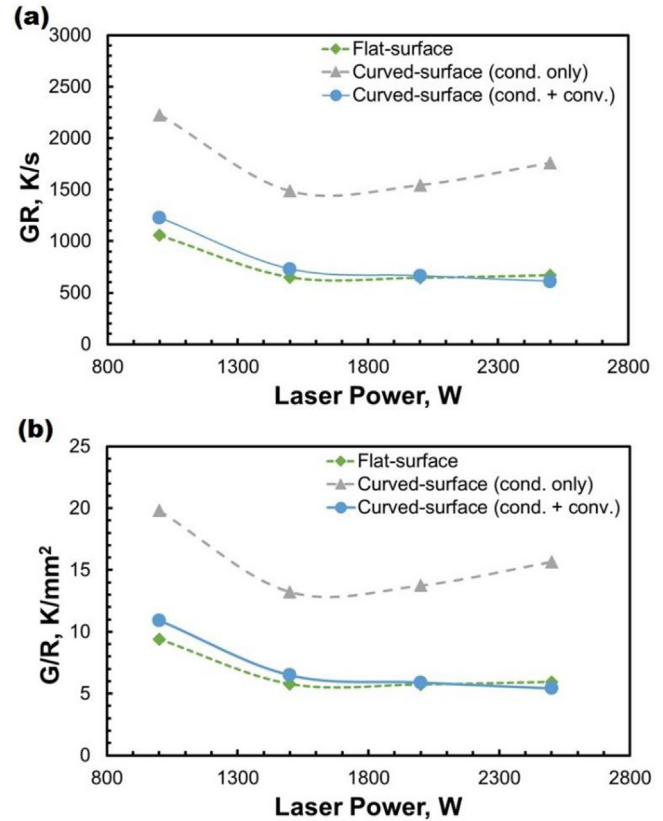 (a)
3000
2500
2000
1500
1000
500
0
GR, K/s
Flat-surface
Curved-surface (cond. only)
Curved-surface (cond. + conv.)
800 1300 1800 2300 2800
Laser Power, W
(b)
25
20
15
10
5
0
G/R, K/mm²
Flat-surface
Curved-surface (cond. only)
Curved-surface (cond. + conv.)
800 1300 1800 2300 2800
Laser Power, W